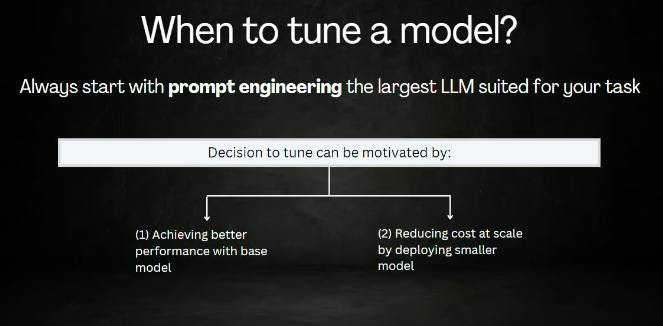 When to tune a model?
Always start with prompt engineering the largest LLM suited for your task
Decision to tune can be motivated by:
(1) Achieving better
performance with base
model
(2) Reducing cost at scale
by deploying smaller
model